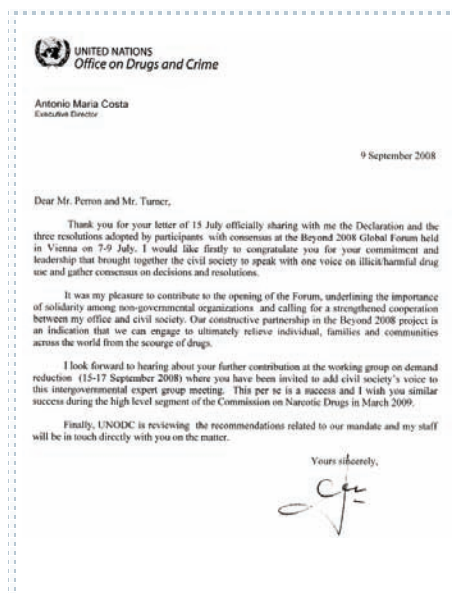 UNITED NATIONS
Office on Drugs and Crime
Antonio Maria Costa
Executive Director
9 September 2008
Dear Mr. Perron and Mr. Turner,
Thank you for your letter of 15 July officially sharing with me the Declaration and the
three resolutions adopted by participants with consensus at the Beyond 2008 Global Forum held
in Vienna on 7-9 July. I would like firstly to congratulate you for your commitment and
leadership that brought together the civil society to speak with one voice on illicit/harmful drug
use and gather consensus on decisions and resolutions.
It was my pleasure to contribute to the opening of the Forum, underlining the importance
of solidarity among non-governmental organizations and calling for a strengthened cooperation
between my office and civil society. Our constructive partnership in the Beyond 2008 project is
an indication that we can engage to ultimately relieve individual, families and communities
across the world from the scourge of drugs.
I look forward to hearing about your further contribution at the working group on demand
reduction (15-17 September 2008) where you have been invited to add civil society's voice to
this intergovernmental expert group meeting. This per se is a success and I wish you similar
success during the high level segment of the Commission on Narcotic Drugs in March 2009.
Finally, UNODC is reviewing the recommendations related to our mandate and my staff
will be in touch directly with you on the matter.
Yours sincerely,